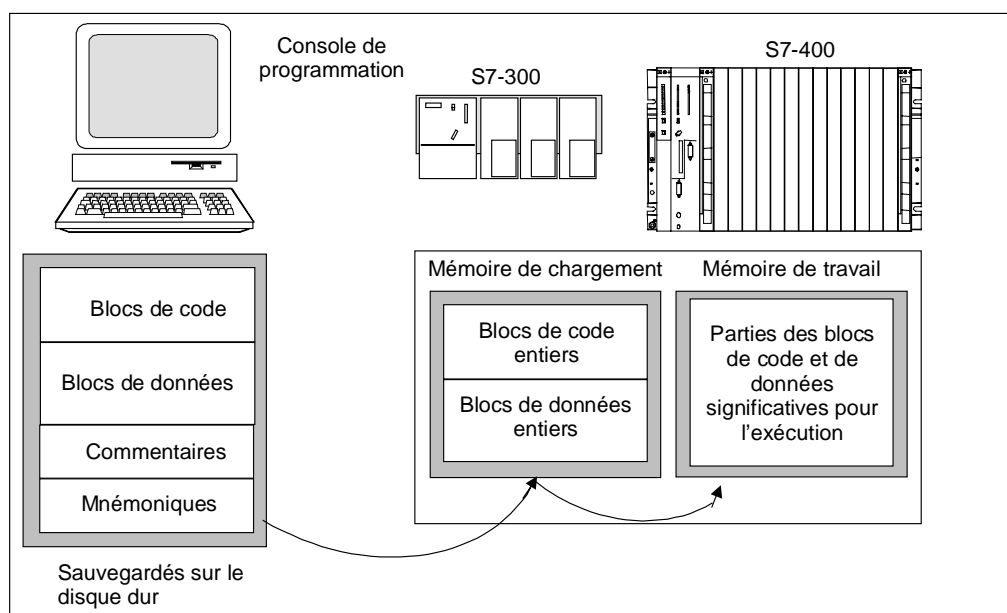 Console de
programmation
S7-300
S7-400
Blocs de code
Blocs de données
Commentaires
Mnémoniques
Sauvegardés sur le
disque dur
Mémoire de chargement
Blocs de code
entiers
Blocs de données
entiers
Mémoire de travail
Parties des blocs
de code et de
données
significatives pour
l'exécution